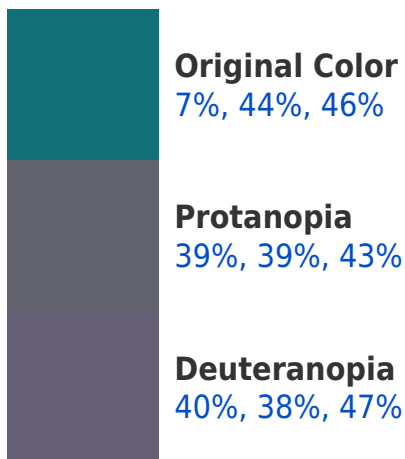 Original Color
7%, 44%, 46%
Protanopia
39%, 39%, 43%
Deuteranopia
40%, 38%, 47%